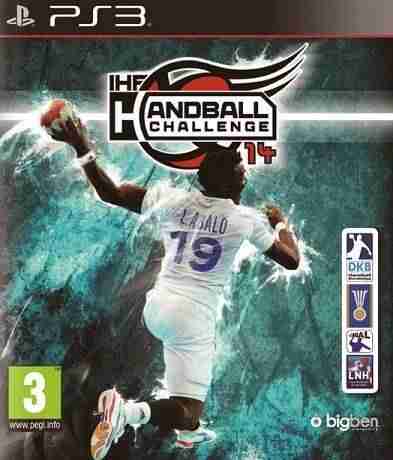 PS3
IHF
HANDBALL
CHALLENGE
14
L.ABALO
19
DKB
LNH
3
www.pegi.info
bigben